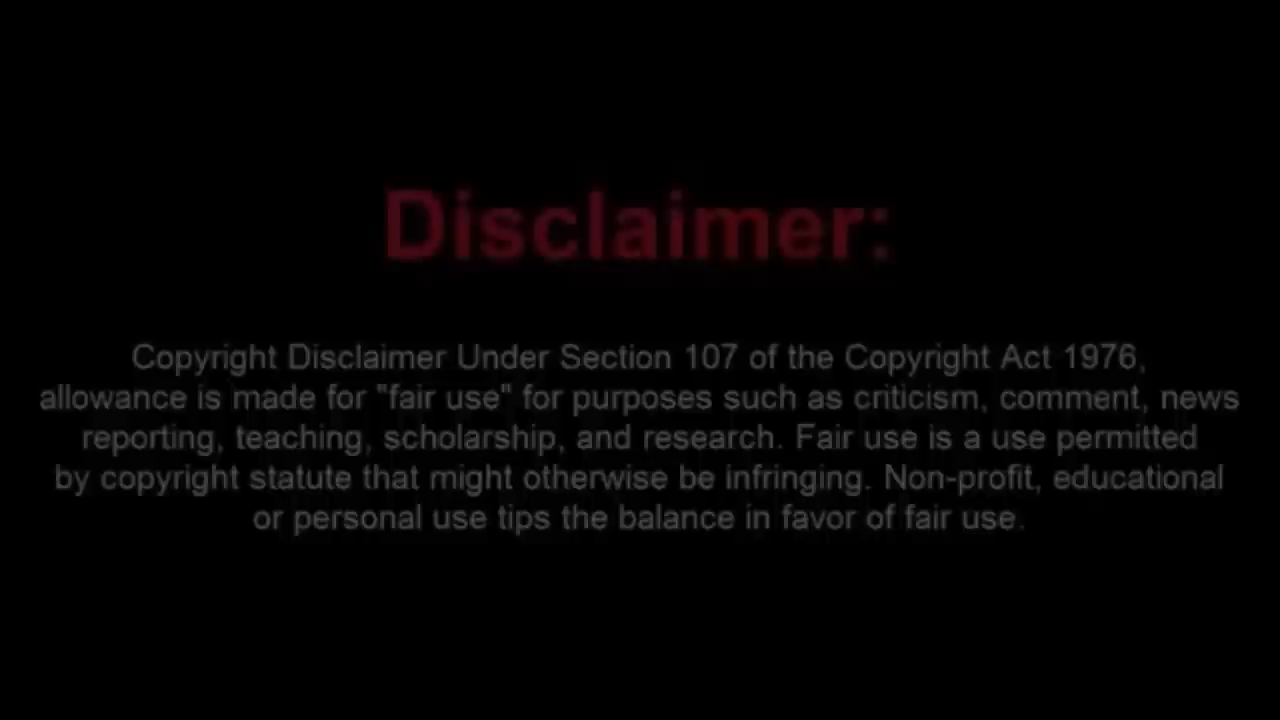 Disclaimer:
Copyright Disclaimer Under Section 107 of the Copyright Act 1976,
allowance is made for "fair use" for purposes such as criticism, comment, news
reporting, teaching, scholarship, and research. Fair use is a use permitted
by copyright statute that might otherwise be infringing. Non-profit, educational
or personal use tips the balance in favor of fair use.